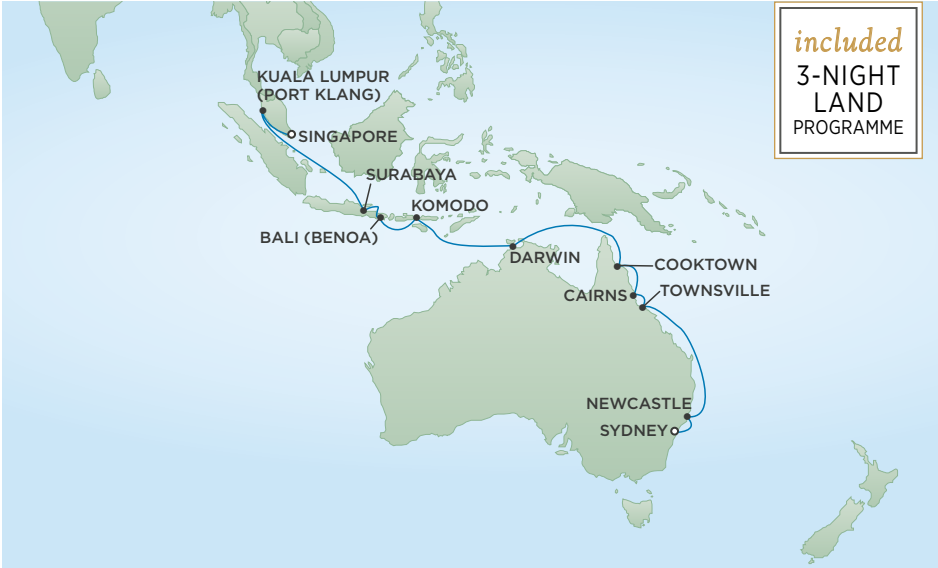 included
3-NIGHT
LAND
PROGRAMME
KUALA LUMPUR
(PORT KLANG)
SINGAPORE
SURABAYA
KOMODO
BALI (BENOA)
DARWIN
COOKTOWN
CAIRNS
TOWNSVILLE
NEWCASTLE
SYDNEY